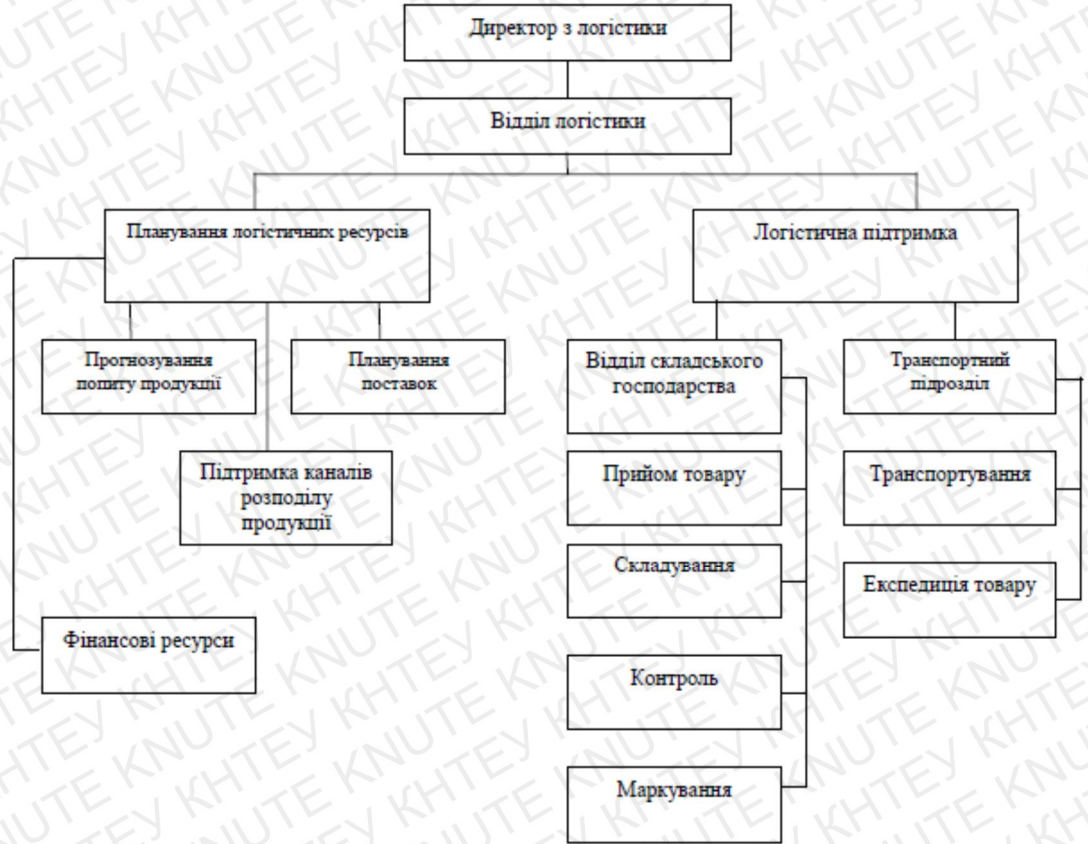 Директор з логістики
Відділ логістики
Планування логістичних ресурсів
Логістична підтримка
Прогнозування
попиту продукції
Планування
поставок
Відділ складського
господарства
Транспортний
підрозділ
Підтримка каналів
розподілу
продукції
Прийом товару
Транспортування
Складування
Експедиція товару
Фінансові ресурси
Контроль
Маркування